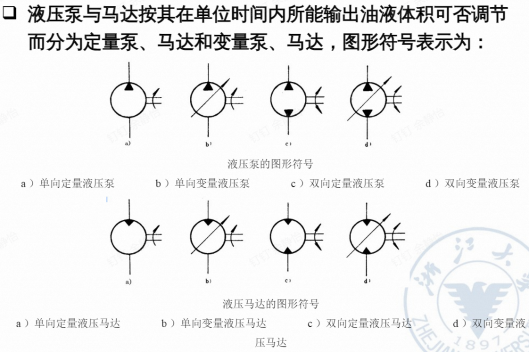 液压泵与马达按其在单位时间内所能输出油液体积可否调节
而分为定量泵、马达和变量泵、马达，图形符号表示为：
a) b) c) d)
液压泵的图形符号
a）单向定量液压泵 b）单向变量液压泵 c）双向定量液压泵 d）双向变量液压泵
a) b) c) d)
液压马达的图形符号
a）单向定量液压马达 b）单向变量液压马达 c）双向定量液压马达 d）双向变量液
压马达
浙江大
1897